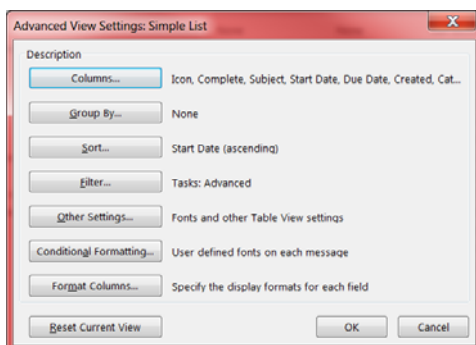 Advanced View Settings: Simple List
Description
Columns... Icon, Complete, Subject, Start Date, Due Date, Created, Cat...
Group By... None
Sort... Start Date (ascending)
Filter... Tasks: Advanced
Other Settings... Fonts and other Table View settings
Conditional Formatting... User defined fonts on each message
Format Columns... Specify the display formats for each field
Reset Current View OK Cancel